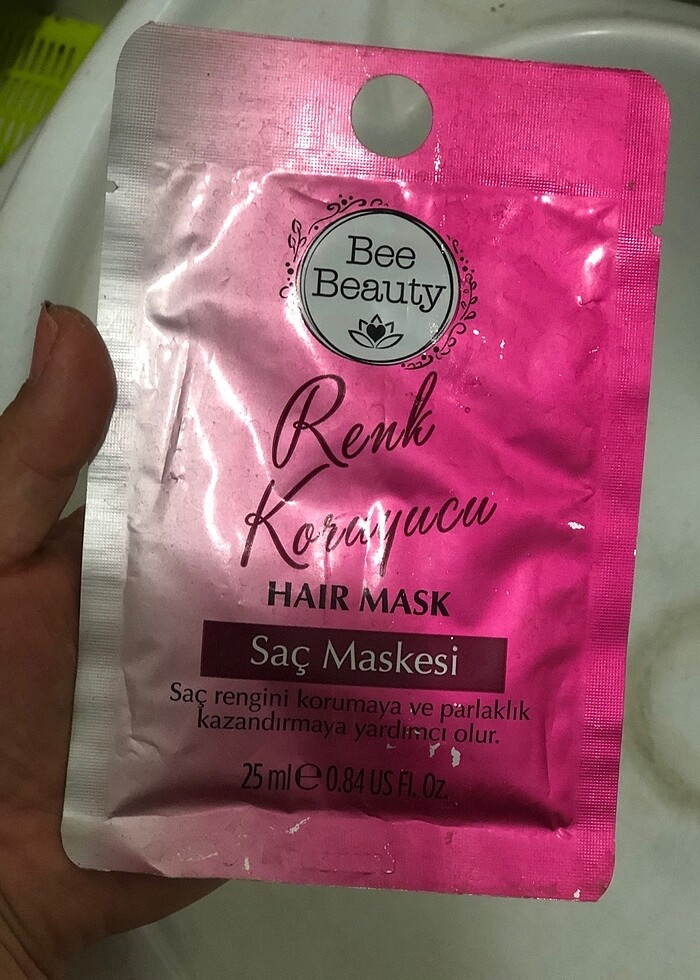 Bee
Beauty
Renk
Koruyucu
HAIR MASK
Saç Maskesi
Saç rengini korumaya ve parlaklık
kazandırmaya yardımcı olur.
25 ml ℮ 0.84 US Fl. Oz.